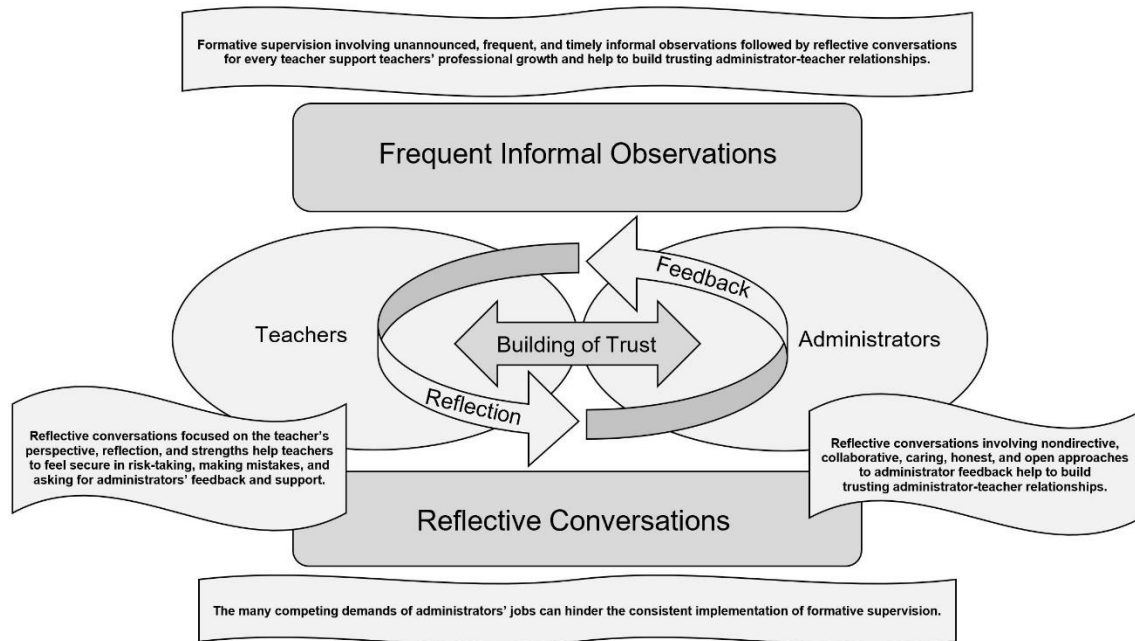 Formative supervision involving unannounced, frequent, and timely informal observations followed by reflective conversations
for every teacher support teachers’ professional growth and help to build trusting administrator-teacher relationships.
Frequent Informal Observations
Feedback
Teachers
Building of Trust
Administrators
Reflection
Reflective conversations focused on the teacher’s
perspective, reflection, and strengths help teachers
to feel secure in risk-taking, making mistakes, and
asking for administrators’ feedback and support.
Reflective conversations involving nondirective,
collaborative, caring, honest, and open approaches
to administrator feedback help to build
trusting administrator-teacher relationships.
Reflective Conversations
The many competing demands of administrators’ jobs can hinder the consistent implementation of formative supervision.